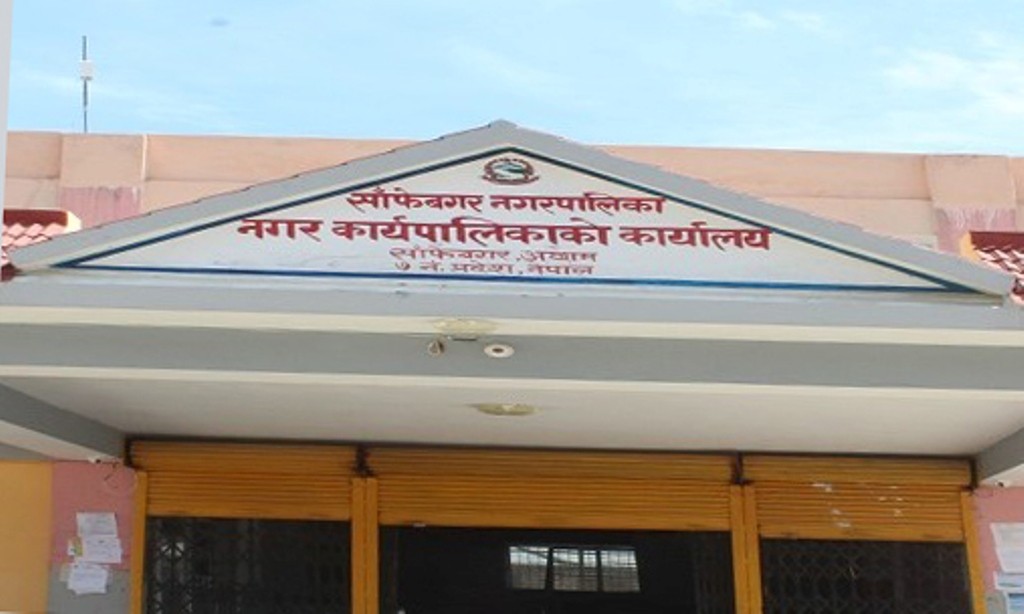 साँफेबगर नगरपालिका
नगर कार्यपालिकाको कार्यालय
साँफेबगर, अछाम
७ नं. प्रदेश, नेपाल